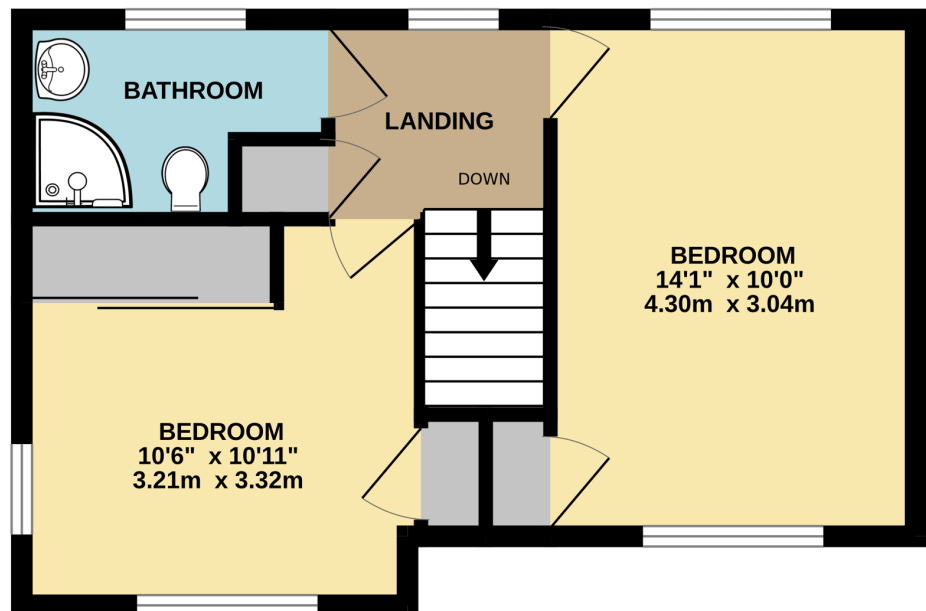 BATHROOM
LANDING
DOWN
BEDROOM
14'1" x 10'0"
4.30m x 3.04m
BEDROOM
10'6" x 10'11"
3.21m x 3.32m